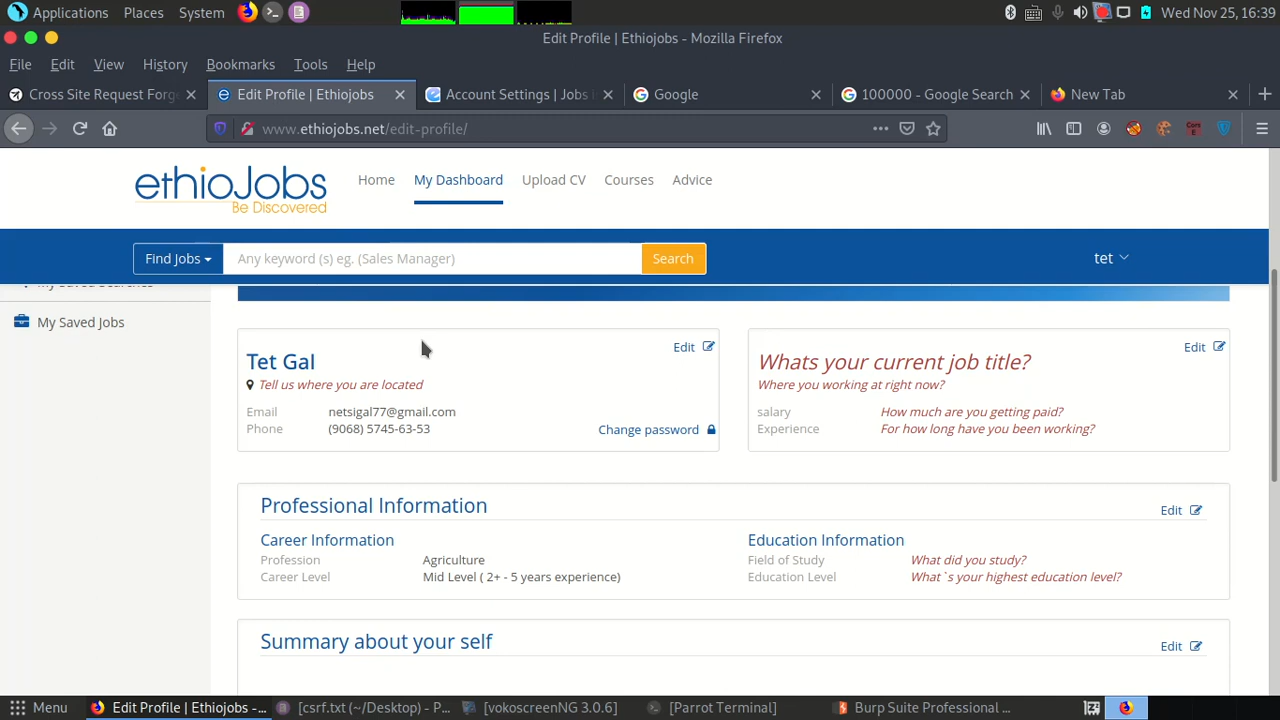 Applications Places System Wed Nov 25, 16:39
Edit Profile | Ethiojobs - Mozilla Firefox
File Edit View History Bookmarks Tools Help
Cross Site Request Forg Edit Profile | Ethiojobs Account Settings | Jobs i Google 100000 - Google Search New Tab
www.ethiojobs.net/edit-profile/
ethioJobs
Be Discovered
Home My Dashboard Upload CV Courses Advice
Find Jobs Any keyword (s) eg. (Sales Manager) Search tet
My Saved Searches
My Saved Jobs
Tet Gal Edit
Tell us where you are located
Email netsigal77@gmail.com
Phone (9068) 5745-63-53 Change password
Whats your current job title? Edit
Where you working at right now?
salary How much are you getting paid?
Experience For how long have you been working?
Professional Information Edit
Career Information
Profession Agriculture
Career Level Mid Level ( 2+ - 5 years experience)
Education Information
Field of Study What did you study?
Education Level What`s your highest education level?
Summary about your self Edit
Menu Edit Profile | Ethiojobs -... [csrf.txt (~/Desktop) - P... [vokoscreenNG 3.0.6] [Parrot Terminal] Burp Suite Professional ...